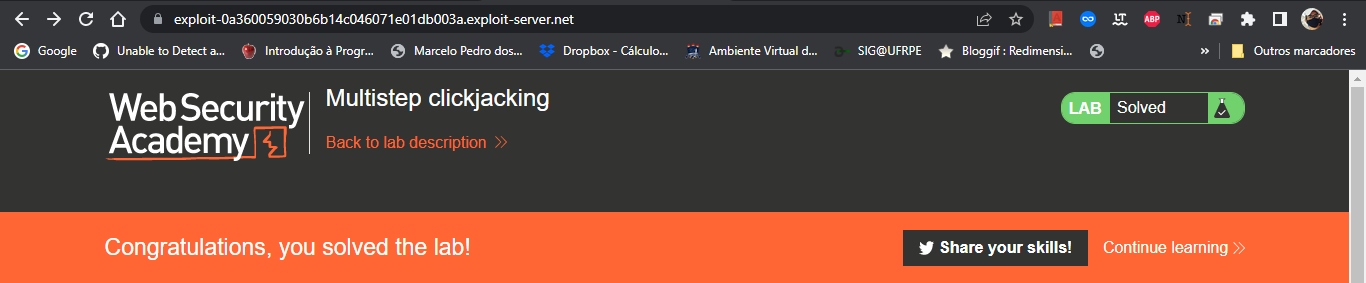 exploit-0a360059030b6b14c046071e01db003a.exploit-server.net
ABP
Google Unable to Detect a... Introdução à Progr... Marcelo Pedro dos... Dropbox - Cálculo... Ambiente Virtual d... SIG@UFRPE Bloggif : Redimensi... » Outros marcadores
Web Security
Academy
Multistep clickjacking
Back to lab description
LAB Solved
Congratulations, you solved the lab!
Share your skills! Continue learning